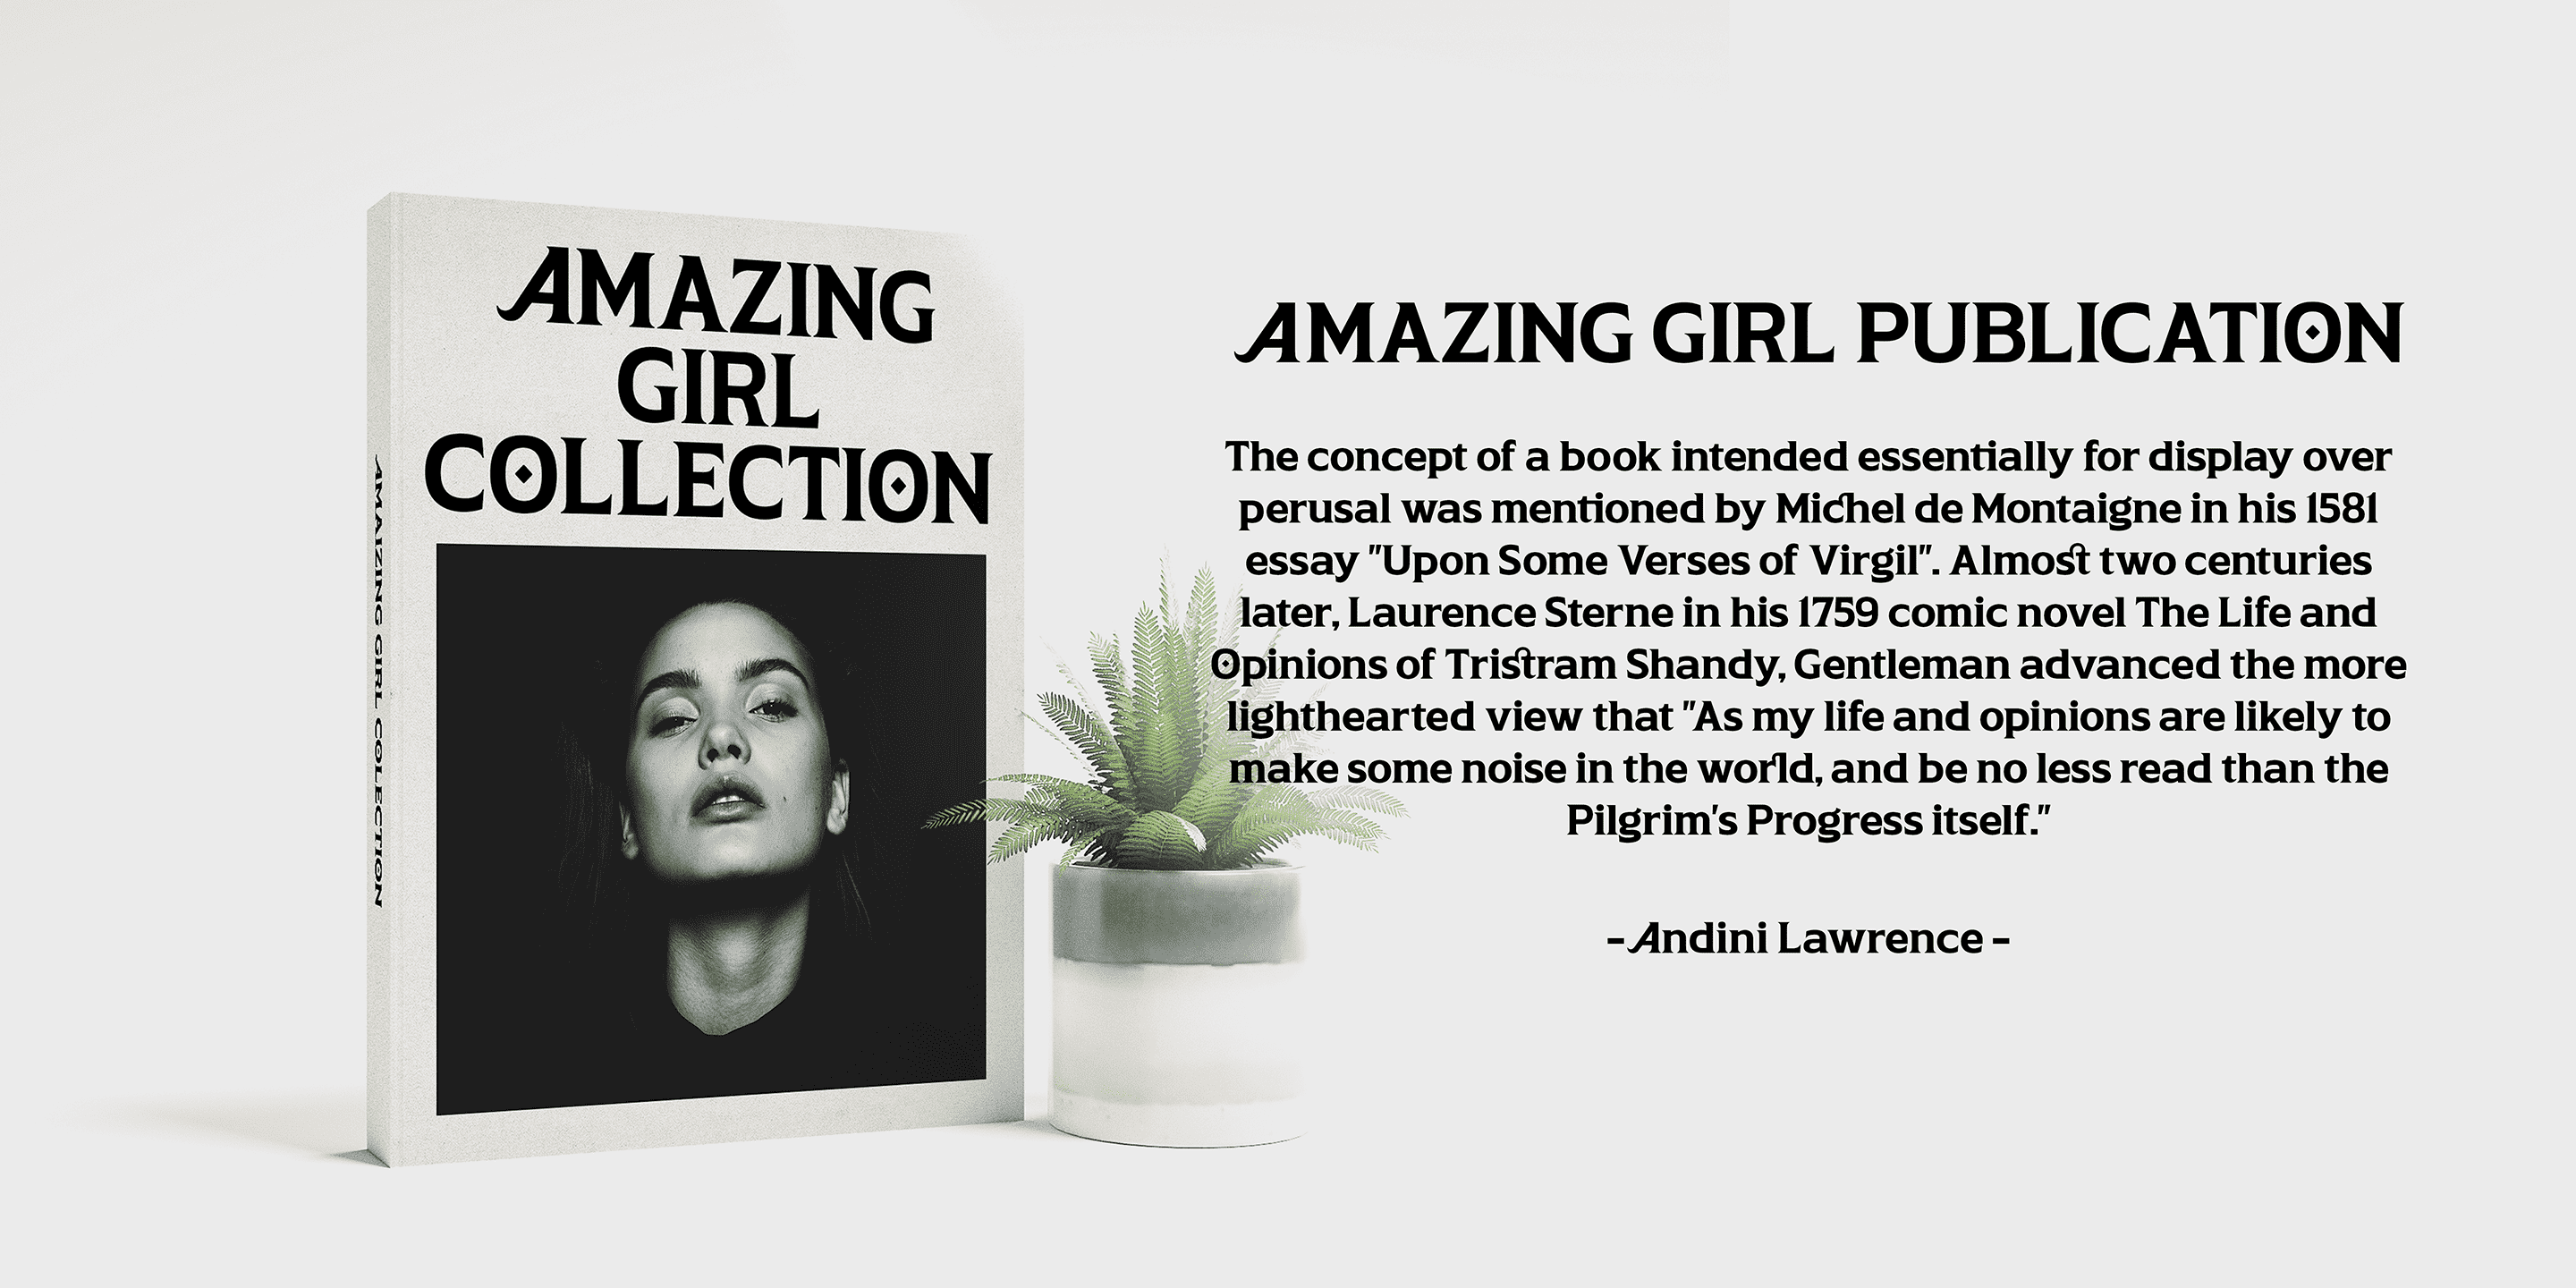 AMAZING
GIRL
COLLECTION
AMAIZING GIRL COLECTION
AMAZING GIRL PUBLICATION
The concept of a book intended essentially for display over
perusal was mentioned by Michel de Montaigne in his 1581
essay "Upon Some Verses of Virgil". Almost two centuries
later, Laurence Sterne in his 1759 comic novel The Life and
Opinions of Tristram Shandy, Gentleman advanced the more
lighthearted view that "As my life and opinions are likely to
make some noise in the world, and be no less read than the
Pilgrim's Progress itself."
-Andini Lawrence -